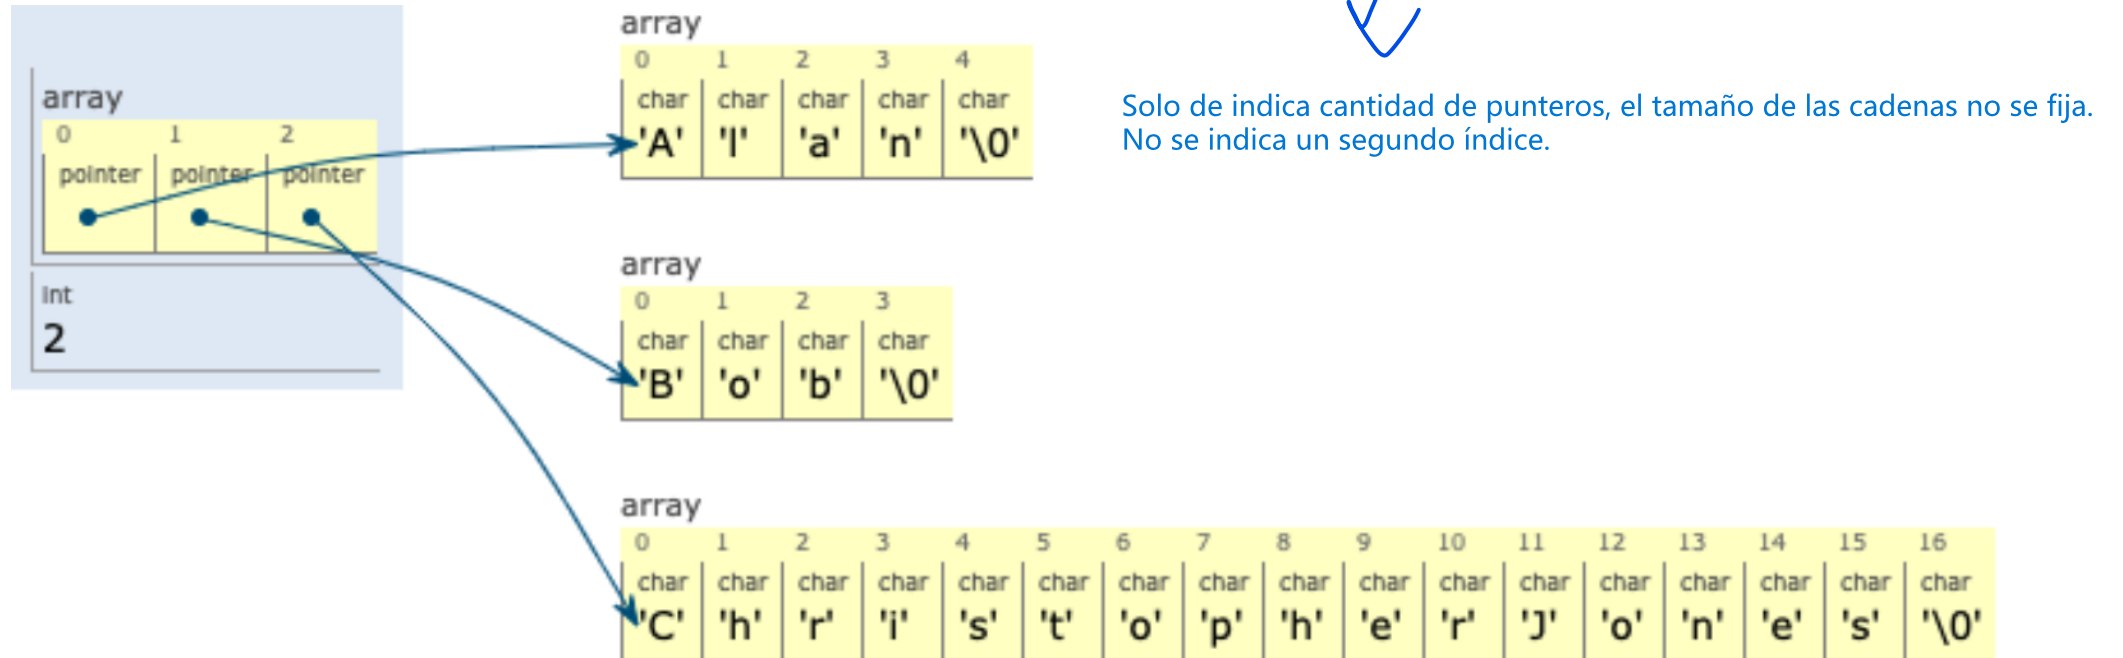 array
0 1 2
pointer pointer pointer
Int
2
array
0 1 2 3 4
char char char char char
'A' 'l' 'a' 'n' '\0'
Solo de indica cantidad de punteros, el tamaño de las cadenas no se fija.
No se indica un segundo índice.
array
0 1 2 3
char char char char
'B' 'o' 'b' '\0'
array
0 1 2 3 4 5 6 7 8 9 10 11 12 13 14 15 16
char char char char char char char char char char char char char char char char char
'C' 'h' 'r' 'i' 's' 't' 'o' 'p' 'h' 'e' 'r' 'J' 'o' 'n' 'e' 's' '\0'